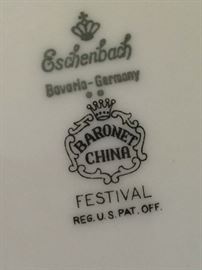 Eschenbach
Bavaria-Germany
BARONET
CHINA
FESTIVAL
REG. U.S. PAT. OFF.